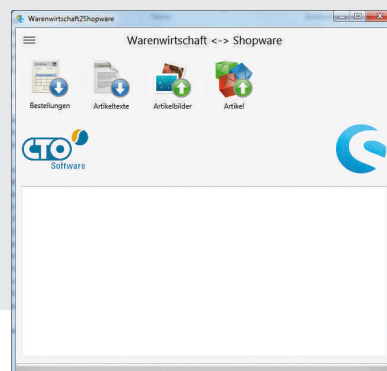 Warenwirtschaft2Shopware
Warenwirtschaft <-> Shopware
Bestellungen Artikeltexte Artikelbilder Artikel
CTO
Software